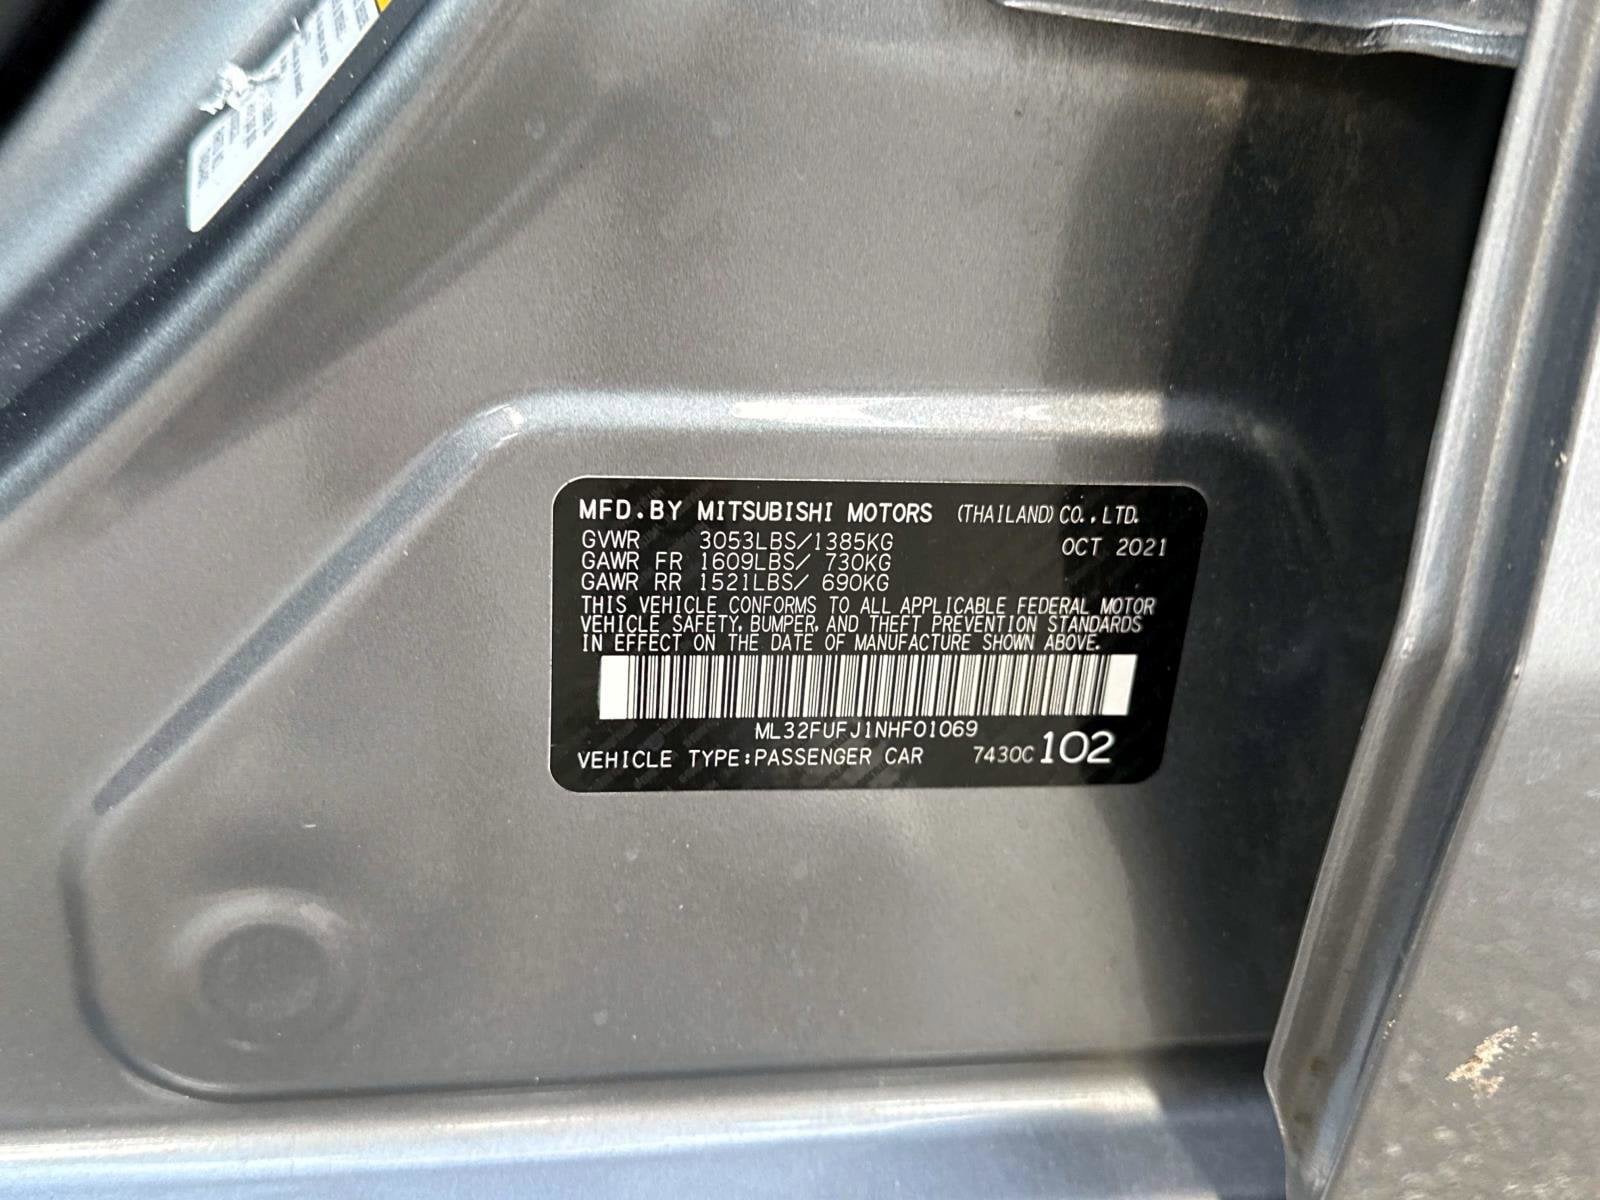 MFD.BY MITSUBISHI MOTORS (THAILAND) CO.,LTD.
GVWR 3053LBS/1385KG OCT 2021
GAWR FR 1609LBS/ 730KG
GAWR RR 1521LBS/ 690KG
THIS VEHICLE CONFORMS TO ALL APPLICABLE FEDERAL MOTOR
VEHICLE SAFETY, BUMPER, AND THEFT PREVENTION STANDARDS
IN EFFECT ON THE DATE OF MANUFACTURE SHOWN ABOVE.
ML32FUFJ1NHF01069
VEHICLE TYPE:PASSENGER CAR 7430C 102